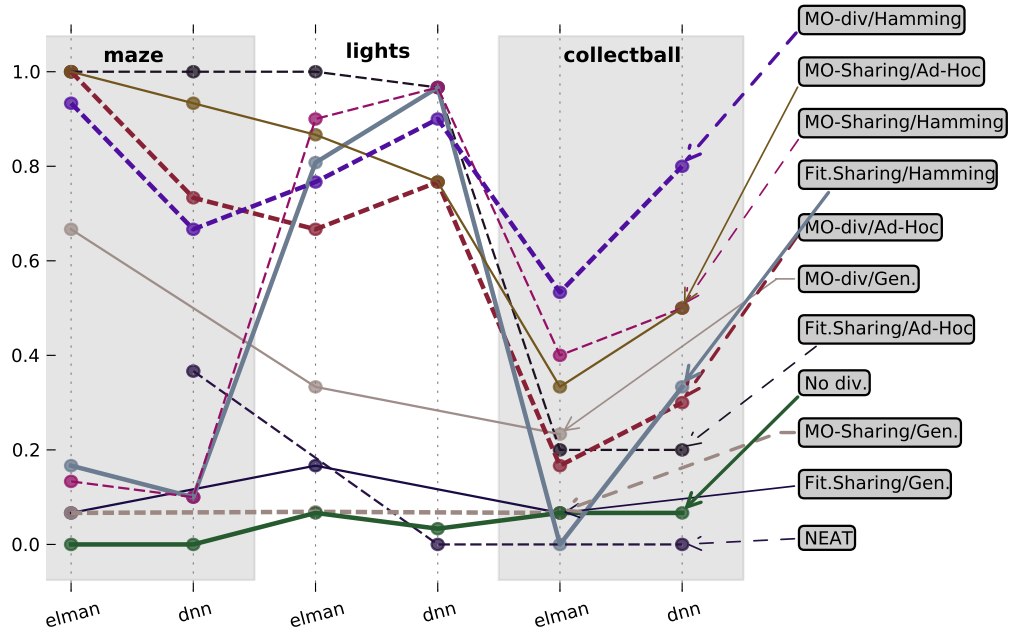 maze
lights
collectball
1.0
0.8
0.6
0.4
0.2
0.0
elman
dnn
elman
dnn
elman
dnn
MO-div/Hamming
MO-Sharing/Ad-Hoc
MO-Sharing/Hamming
Fit.Sharing/Hamming
MO-div/Ad-Hoc
MO-div/Gen.
Fit.Sharing/Ad-Hoc
No div.
MO-Sharing/Gen.
Fit.Sharing/Gen.
NEAT